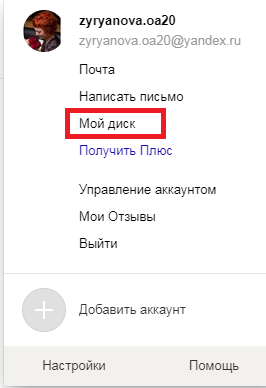 zyryanova.oa20
zyryanova.oa20@yandex.ru
Почта
Написать письмо
Мой диск
Получить Плюс
Управление аккаунтом
Мои Отзывы
Выйти
Добавить аккаунт
Настройки Помощь